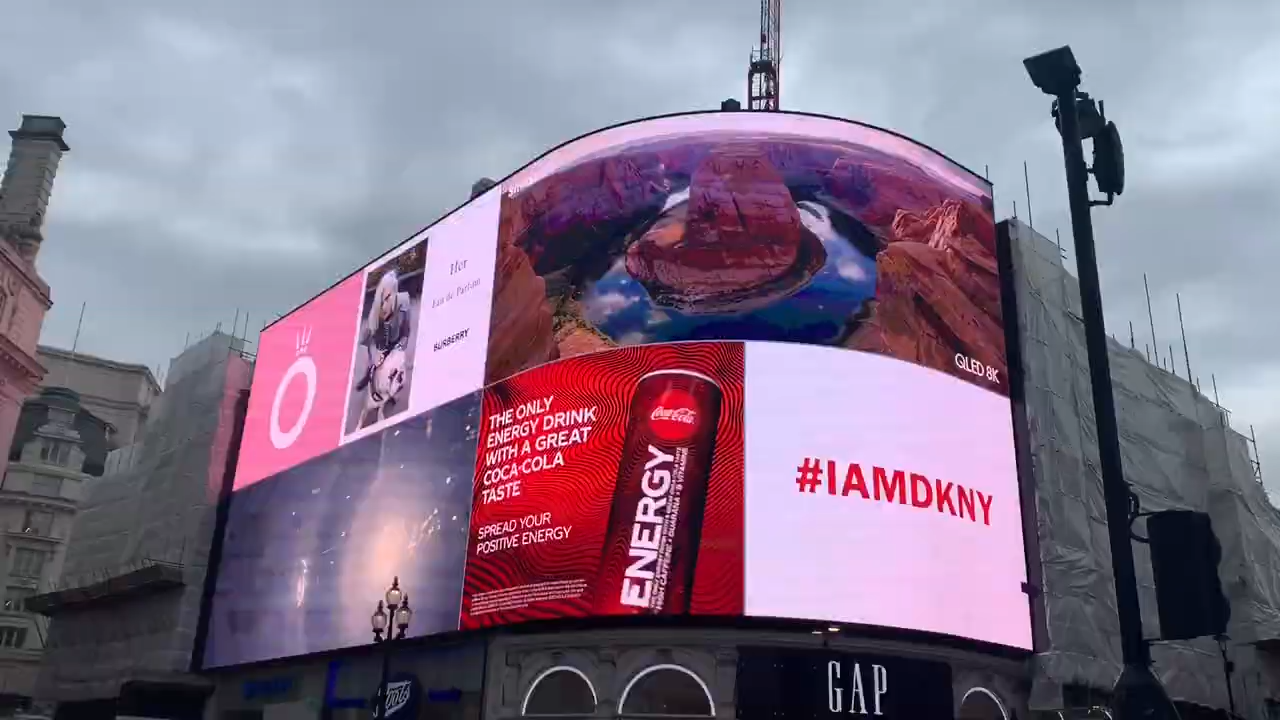 Her
Eau de Parfum
BURBERRY
QLED 8K
THE ONLY
ENERGY DRINK
WITH A GREAT
COCA-COLA
TASTE
SPREAD YOUR
POSITIVE ENERGY
Coca-Cola
ENERGY
#IAMDKNY
GAP
Boots